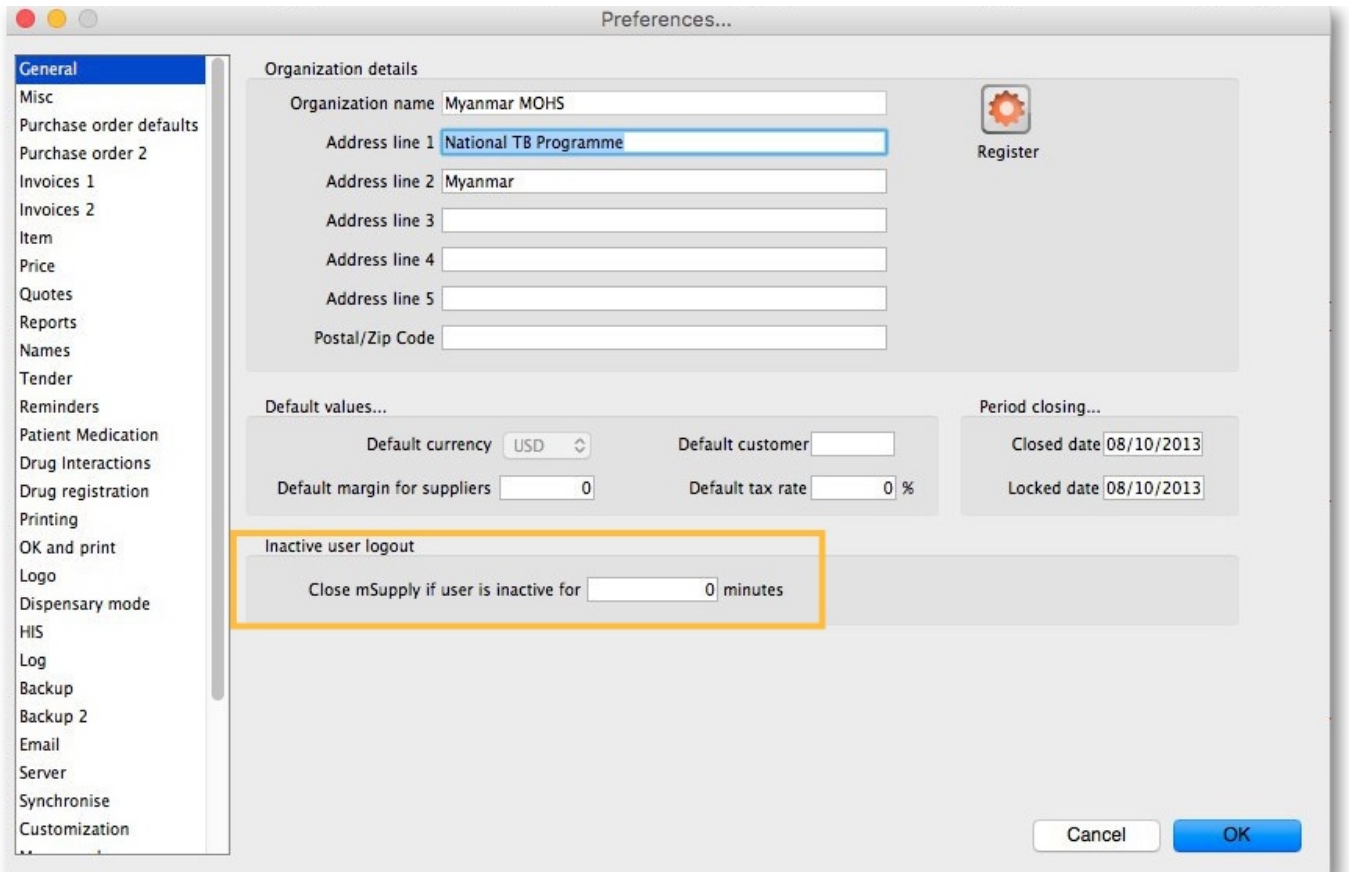 Preferences...
General
Misc
Purchase order defaults
Purchase order 2
Invoices 1
Invoices 2
Item
Price
Quotes
Reports
Names
Tender
Reminders
Patient Medication
Drug Interactions
Drug registration
Printing
OK and print
Logo
Dispensary mode
HIS
Log
Backup
Backup 2
Email
Server
Synchronise
Customization
Organization details
Organization name Myanmar MOHS
Address line 1 National TB Programme
Address line 2 Myanmar
Address line 3
Address line 4
Address line 5
Postal/Zip Code
Register
Default values...
Default currency USD Default customer
Default margin for suppliers 0 Default tax rate 0 %
Period closing...
Closed date 08/10/2013
Locked date 08/10/2013
Inactive user logout
Close mSupply if user is inactive for 0 minutes
Cancel OK